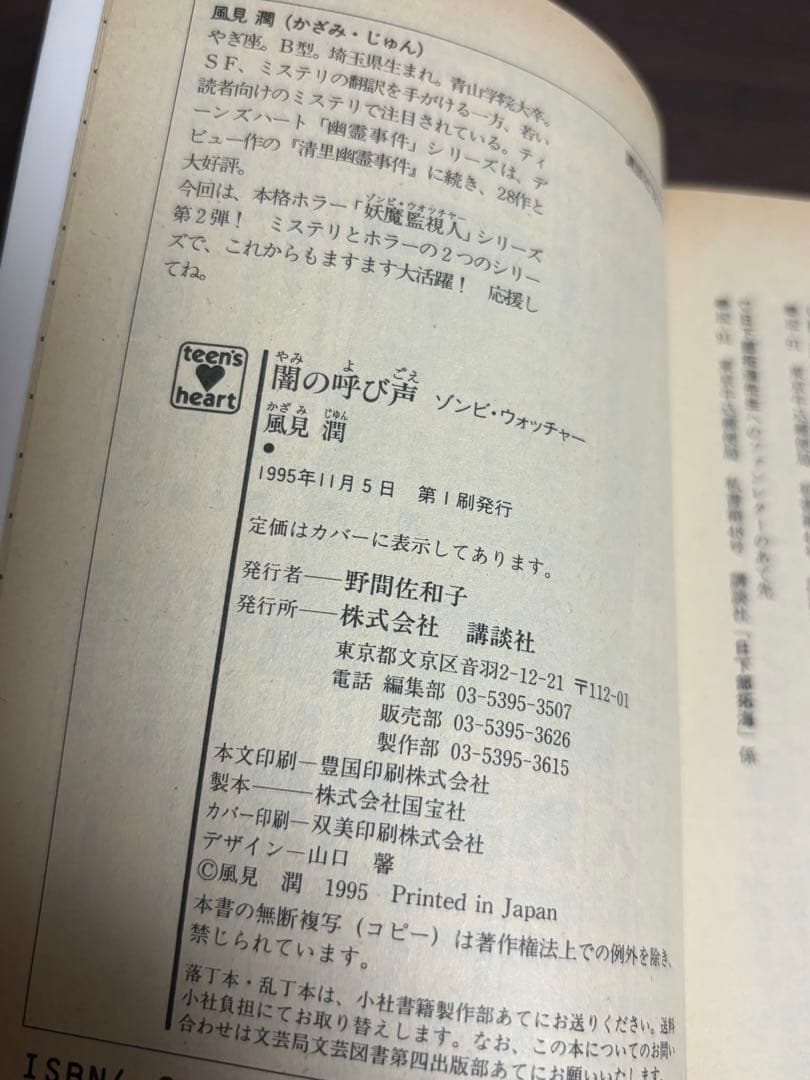 風見 潤（かざみ・じゅん）
やぎ座。B型。埼玉県生まれ。青山学院大卒。
SF、ミステリの翻訳を手がける一方、若い
読者向けのミステリで注目されている。ティ
ーンズハート「幽霊事件」シリーズは、デ
ビュー作の『清里幽霊事件』に続き、28作と
大好評。
ゾンビ・ウォッチャー
今回は、本格ホラー「妖魔監視人」シリーズ
第2弾！ ミステリとホラーの2つのシリー
ズで、これからもますます大活躍！ 応援し
てね。
teen's
heart
やみ よ ごえ
闇の呼び声 ゾンビ・ウォッチャー
かざみ じゅん
風見 潤
●
1995年11月5日 第1刷発行
定価はカバーに表示してあります。
発行者──野間佐和子
発行所──株式会社 講談社
東京都文京区音羽2-12-21 〒112-01
電話 編集部 03-5395-3507
販売部 03-5395-3626
製作部 03-5395-3615
本文印刷─豊国印刷株式会社
製本───株式会社国宝社
カバー印刷─双美印刷株式会社
デザイン─山口 馨
©風見 潤 1995 Printed in Japan
本書の無断複写（コピー）は著作権法上での例外を除き、
禁じられています。
落丁本・乱丁本は、小社書籍製作部あてにお送りください。送料
小社負担にてお取り替えします。なお、この本についてのお問い
合わせは文芸局文芸図書第四出版部あてにお願いいたします。
ISBN4